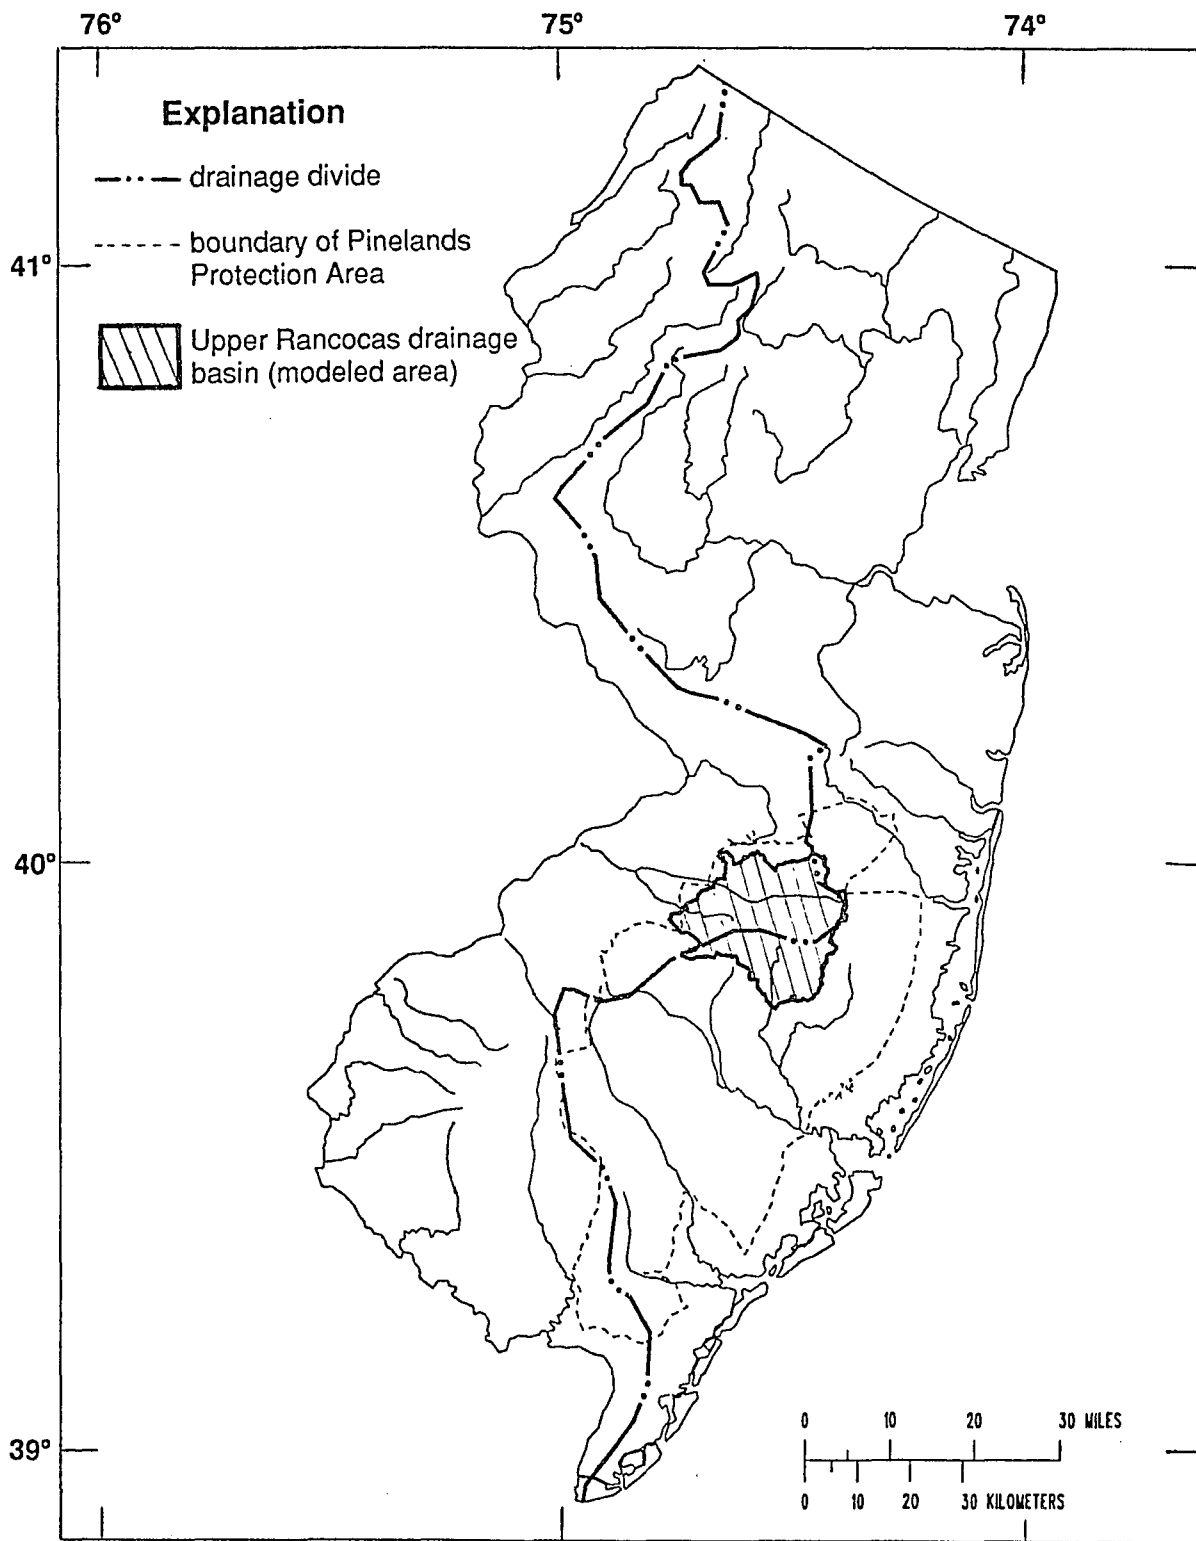 76° 75° 74°
Explanation
drainage divide
boundary of Pinelands
Protection Area
41°
Upper Rancocas drainage
basin (modeled area)
40°
39°
0 10 20 30 MILES
0 10 20 30 KILOMETERS